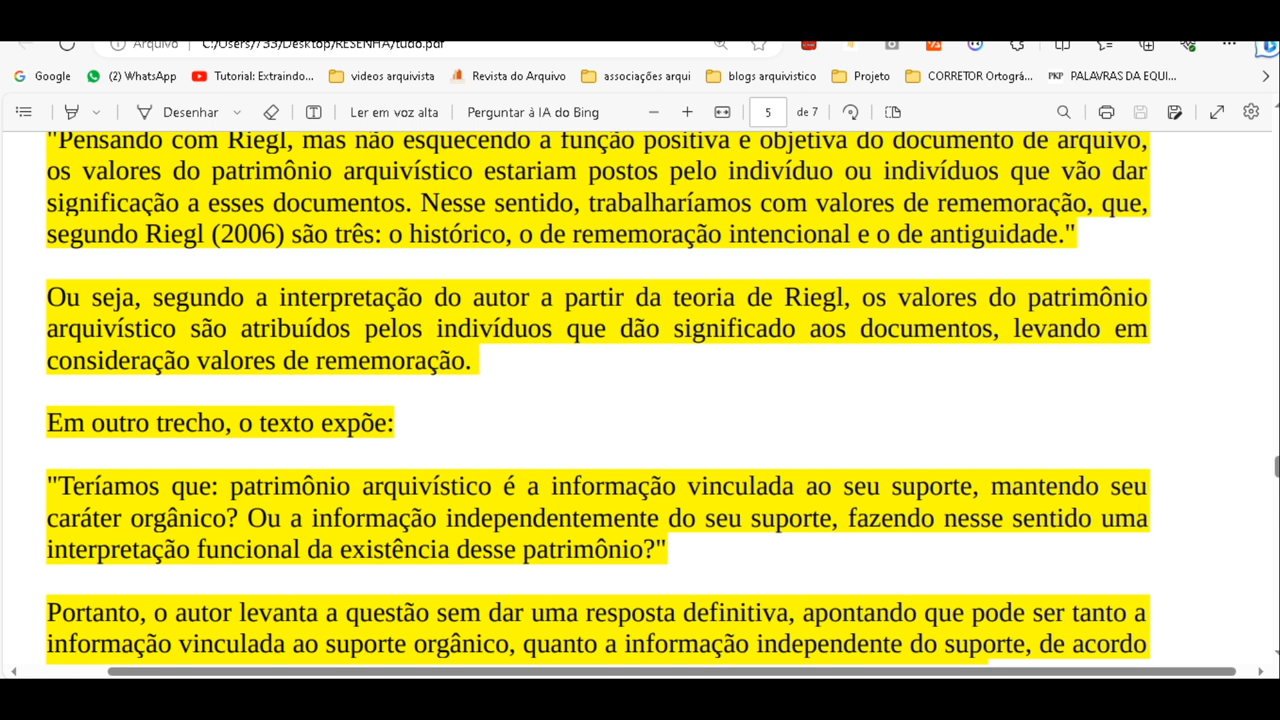 Arquivo | C:/Users/733/Desktop/RESENHA/tudo.pdf
Google (2) WhatsApp Tutorial: Extraindo... videos arquivista Revista do Arquivo associações arqui blogs arquivistico Projeto CORRETOR Ortográ... PKP PALAVRAS DA EQUI...
Desenhar Ler em voz alta Perguntar à IA do Bing 5 de 7
"Pensando com Riegl, mas não esquecendo a função positiva e objetiva do documento de arquivo,
os valores do patrimônio arquivístico estariam postos pelo indivíduo ou indivíduos que vão dar
significação a esses documentos. Nesse sentido, trabalharíamos com valores de rememoração, que,
segundo Riegl (2006) são três: o histórico, o de rememoração intencional e o de antiguidade."
Ou seja, segundo a interpretação do autor a partir da teoria de Riegl, os valores do patrimônio
arquivístico são atribuídos pelos indivíduos que dão significado aos documentos, levando em
consideração valores de rememoração.
Em outro trecho, o texto expõe:
"Teríamos que: patrimônio arquivístico é a informação vinculada ao seu suporte, mantendo seu
caráter orgânico? Ou a informação independentemente do seu suporte, fazendo nesse sentido uma
interpretação funcional da existência desse patrimônio?"
Portanto, o autor levanta a questão sem dar uma resposta definitiva, apontando que pode ser tanto a
informação vinculada ao suporte orgânico, quanto a informação independente do suporte, de acordo